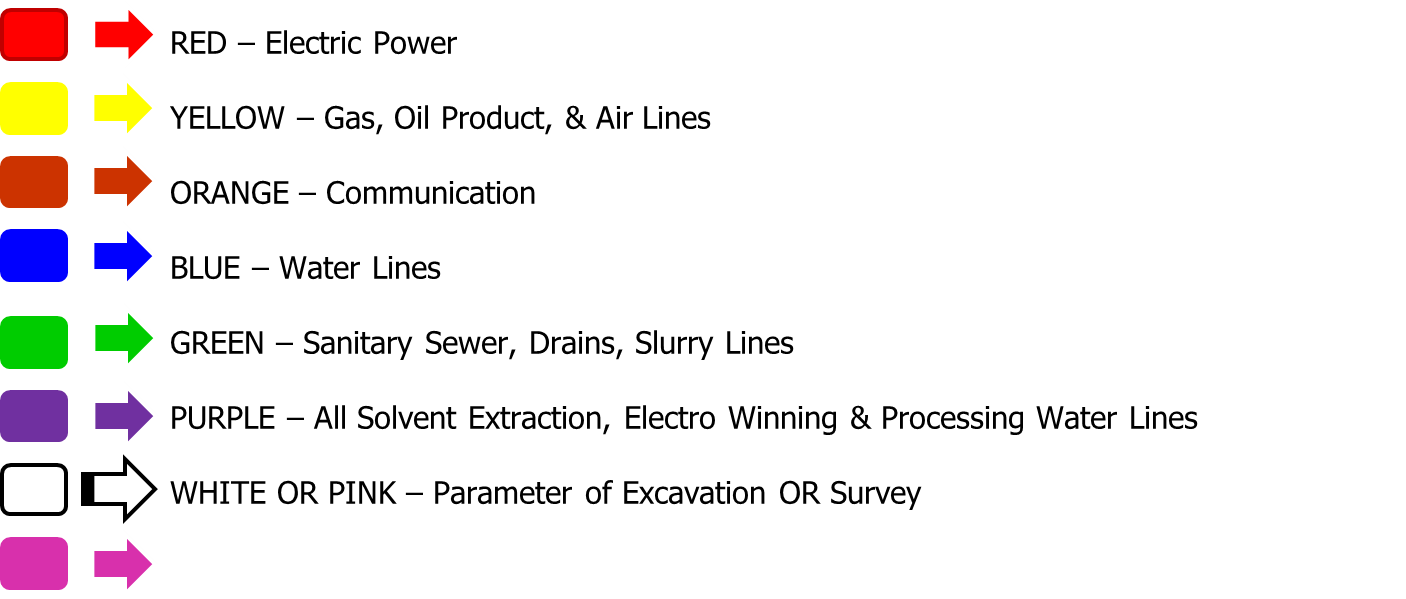 RED – Electric Power
YELLOW – Gas, Oil Product, & Air Lines
ORANGE – Communication
BLUE – Water Lines
GREEN – Sanitary Sewer, Drains, Slurry Lines
PURPLE – All Solvent Extraction, Electro Winning & Processing Water Lines
WHITE OR PINK – Parameter of Excavation OR Survey